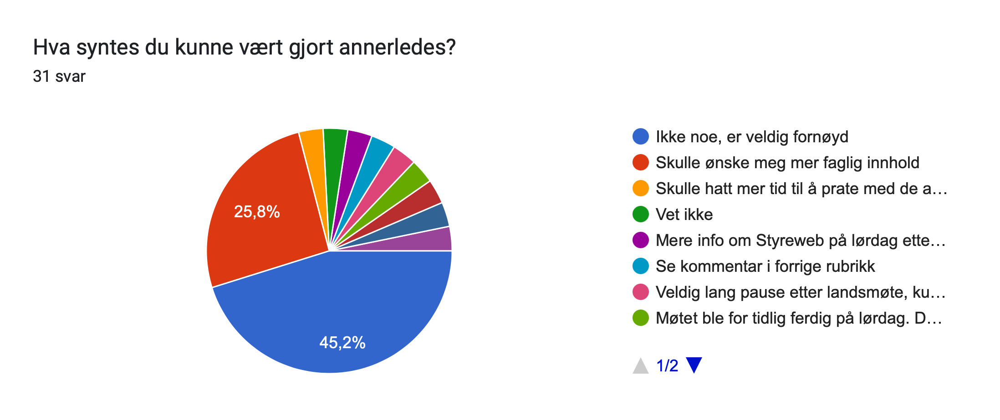 Hva syntes du kunne vært gjort annerledes?
31 svar
25,8%
45,2%
Ikke noe, er veldig fornøyd
Skulle ønske meg mer faglig innhold
Skulle hatt mer tid til å prate med de a…
Vet ikke
Mere info om Styreweb på lørdag ette…
Se kommentar i forrige rubrikk
Veldig lang pause etter landsmøte, ku…
Møtet ble for tidlig ferdig på lørdag. D…
1/2